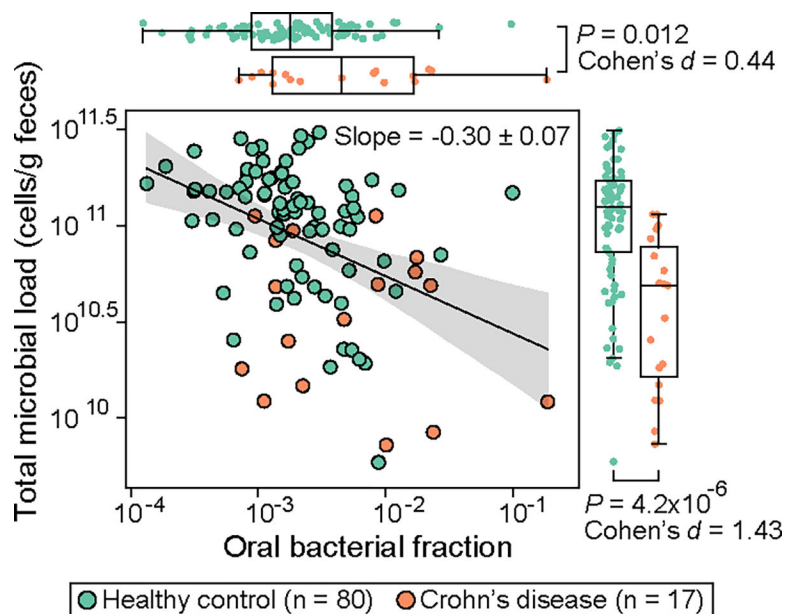 P = 0.012
Cohen's d = 0.44
Total microbial load (cells/g feces)
10^11.5
10^11
10^10.5
10^10
Slope = -0.30 ± 0.07
10^-4
10^-3
10^-2
10^-1
Oral bacterial fraction
P = 4.2x10^-6
Cohen's d = 1.43
Healthy control (n = 80)
Crohn's disease (n = 17)